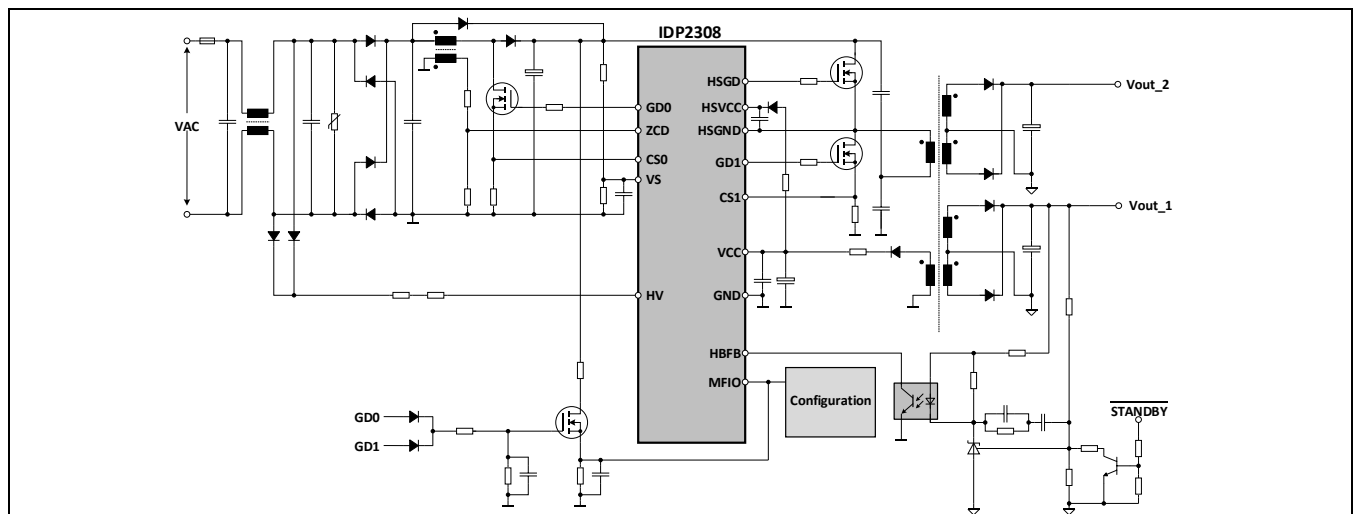 IDP2308
VAC
GD0
ZCD
CS0
VS
HV
HSGD
HSVCC
HSGND
GD1
CS1
VCC
GND
HBFB
MFIO
Vout_2
Vout_1
Configuration
STANDBY
GD0
GD1